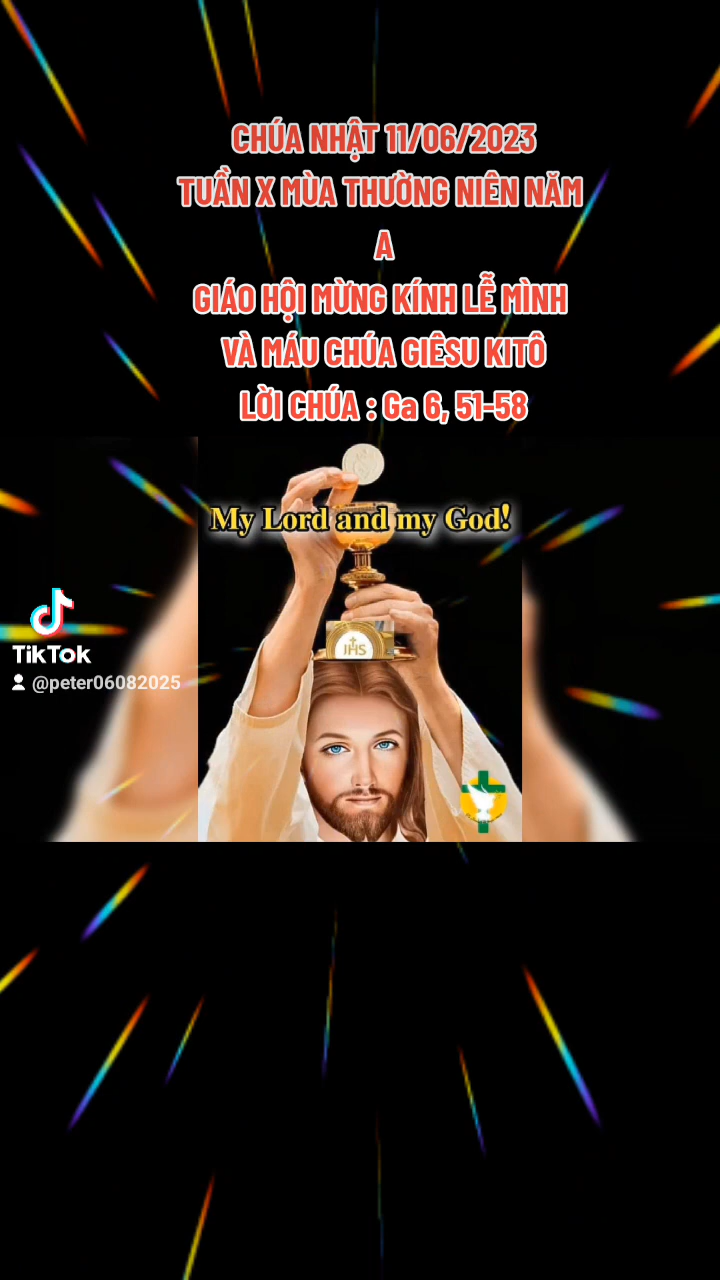 CHÚA NHẬT 11/06/2023
TUẦN X MÙA THƯỜNG NIÊN NĂM
A
GIÁO HỘI MỪNG KÍNH LỄ MÌNH
VÀ MÁU CHÚA GIÊSU KITÔ
LỜI CHÚA : Ga 6, 51-58
My Lord and my God!
IHS
TikTok
@peter06082025